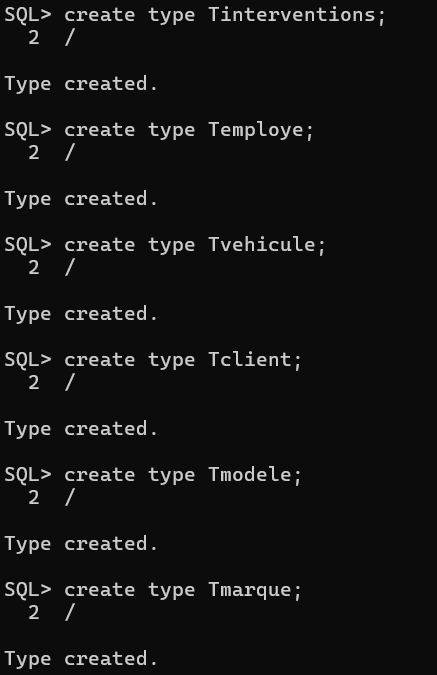 SQL> create type Tinterventions;
  2  /
Type created.
SQL> create type Temploye;
  2  /
Type created.
SQL> create type Tvehicule;
  2  /
Type created.
SQL> create type Tclient;
  2  /
Type created.
SQL> create type Tmodele;
  2  /
Type created.
SQL> create type Tmarque;
  2  /
Type created.